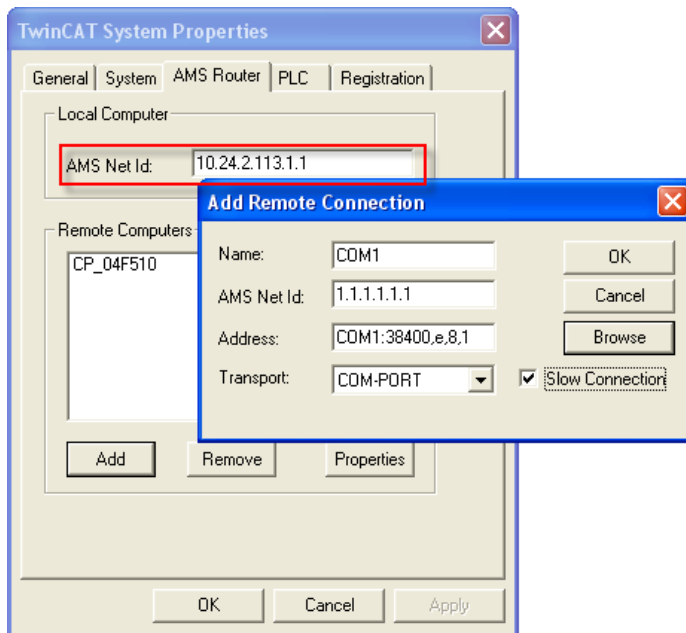 TwinCAT System Properties
General System AMS Router PLC Registration
Local Computer
AMS Net Id: 10.24.2.113.1.1
Remote Computers
CP_04F510
Add Remote Connection
Name: COM1
AMS Net Id: 1.1.1.1.1.1
Address: COM1:38400,e,8,1
Transport: COM-PORT
Slow Connection
OK
Cancel
Browse
Add Remove Properties
OK Cancel Apply